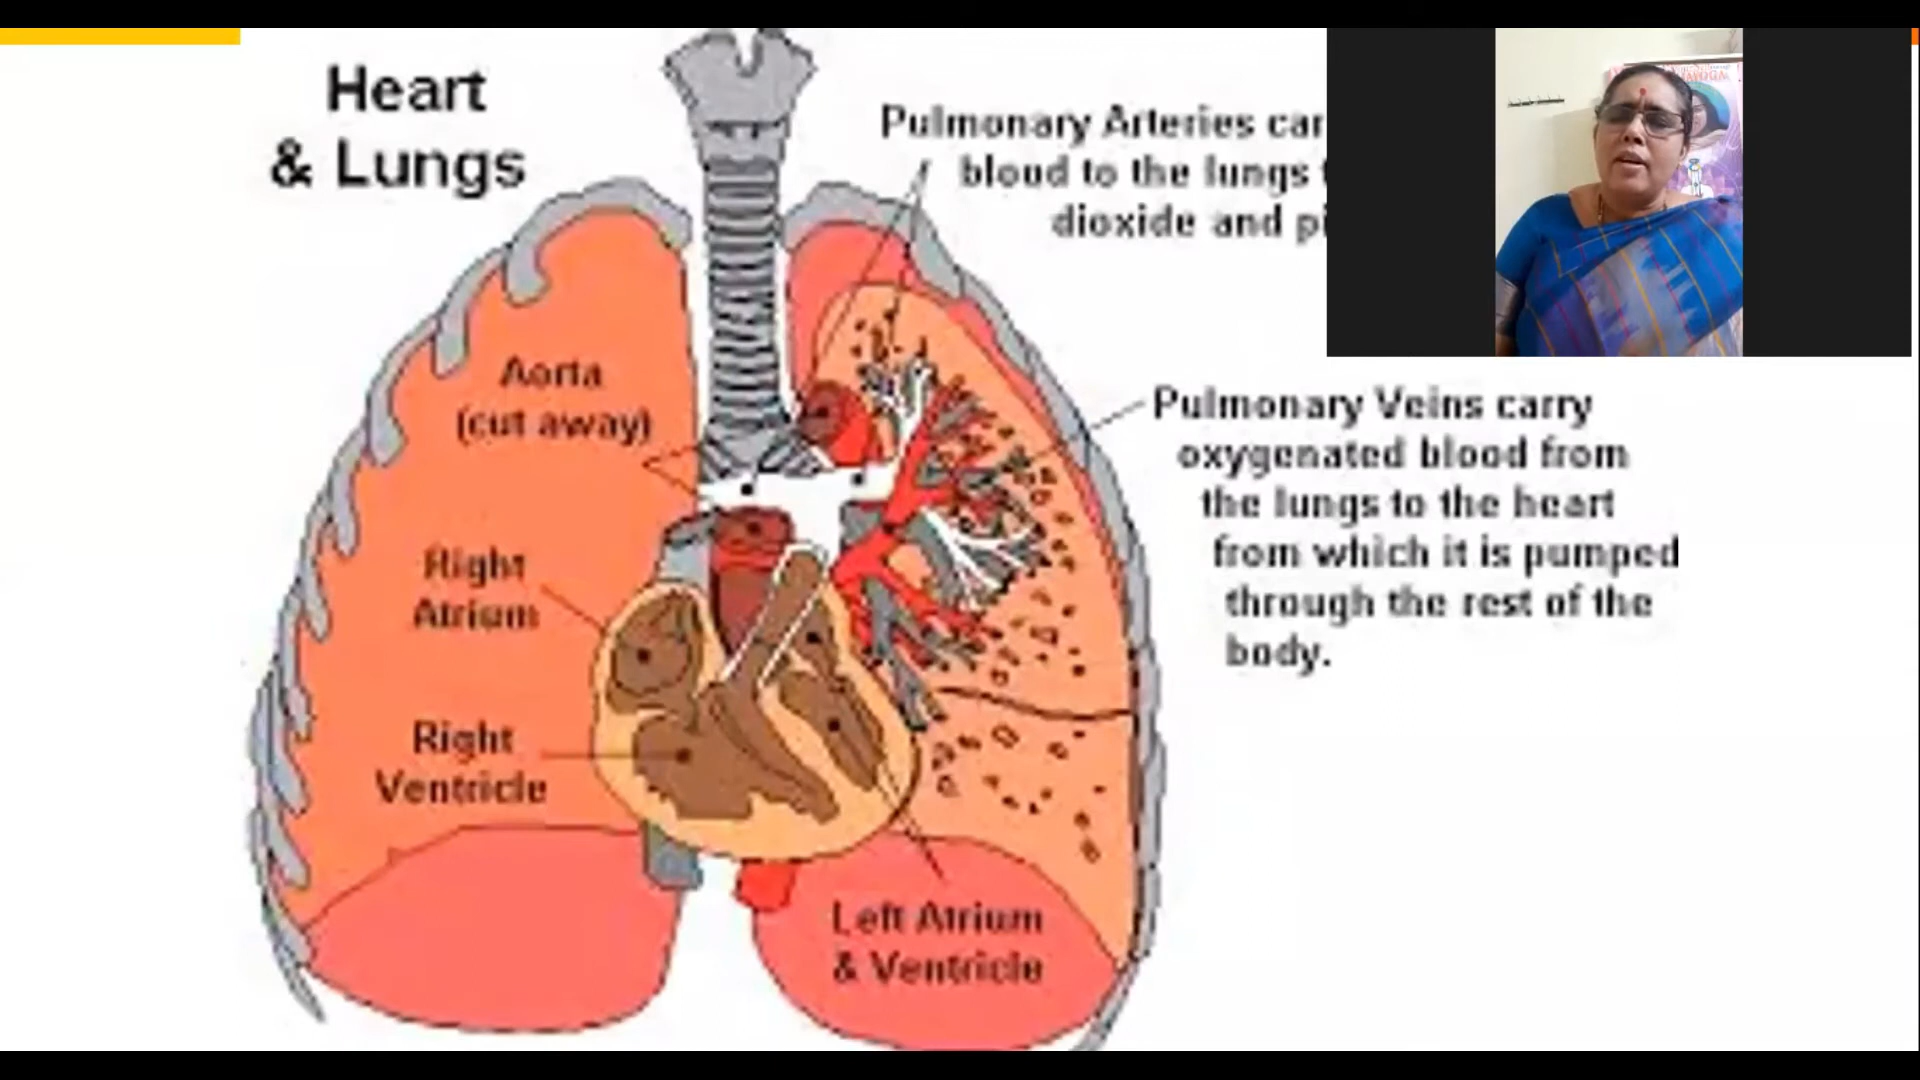 Heart
& Lungs
Pulmonary Arteries car
blood to the lungs
dioxide and pi
Aorta
(cut away)
Pulmonary Veins carry
oxygenated blood from
the lungs to the heart
from which it is pumped
through the rest of the
body.
Right
Atrium
Right
Ventricle
Left Atrium
& Ventricle